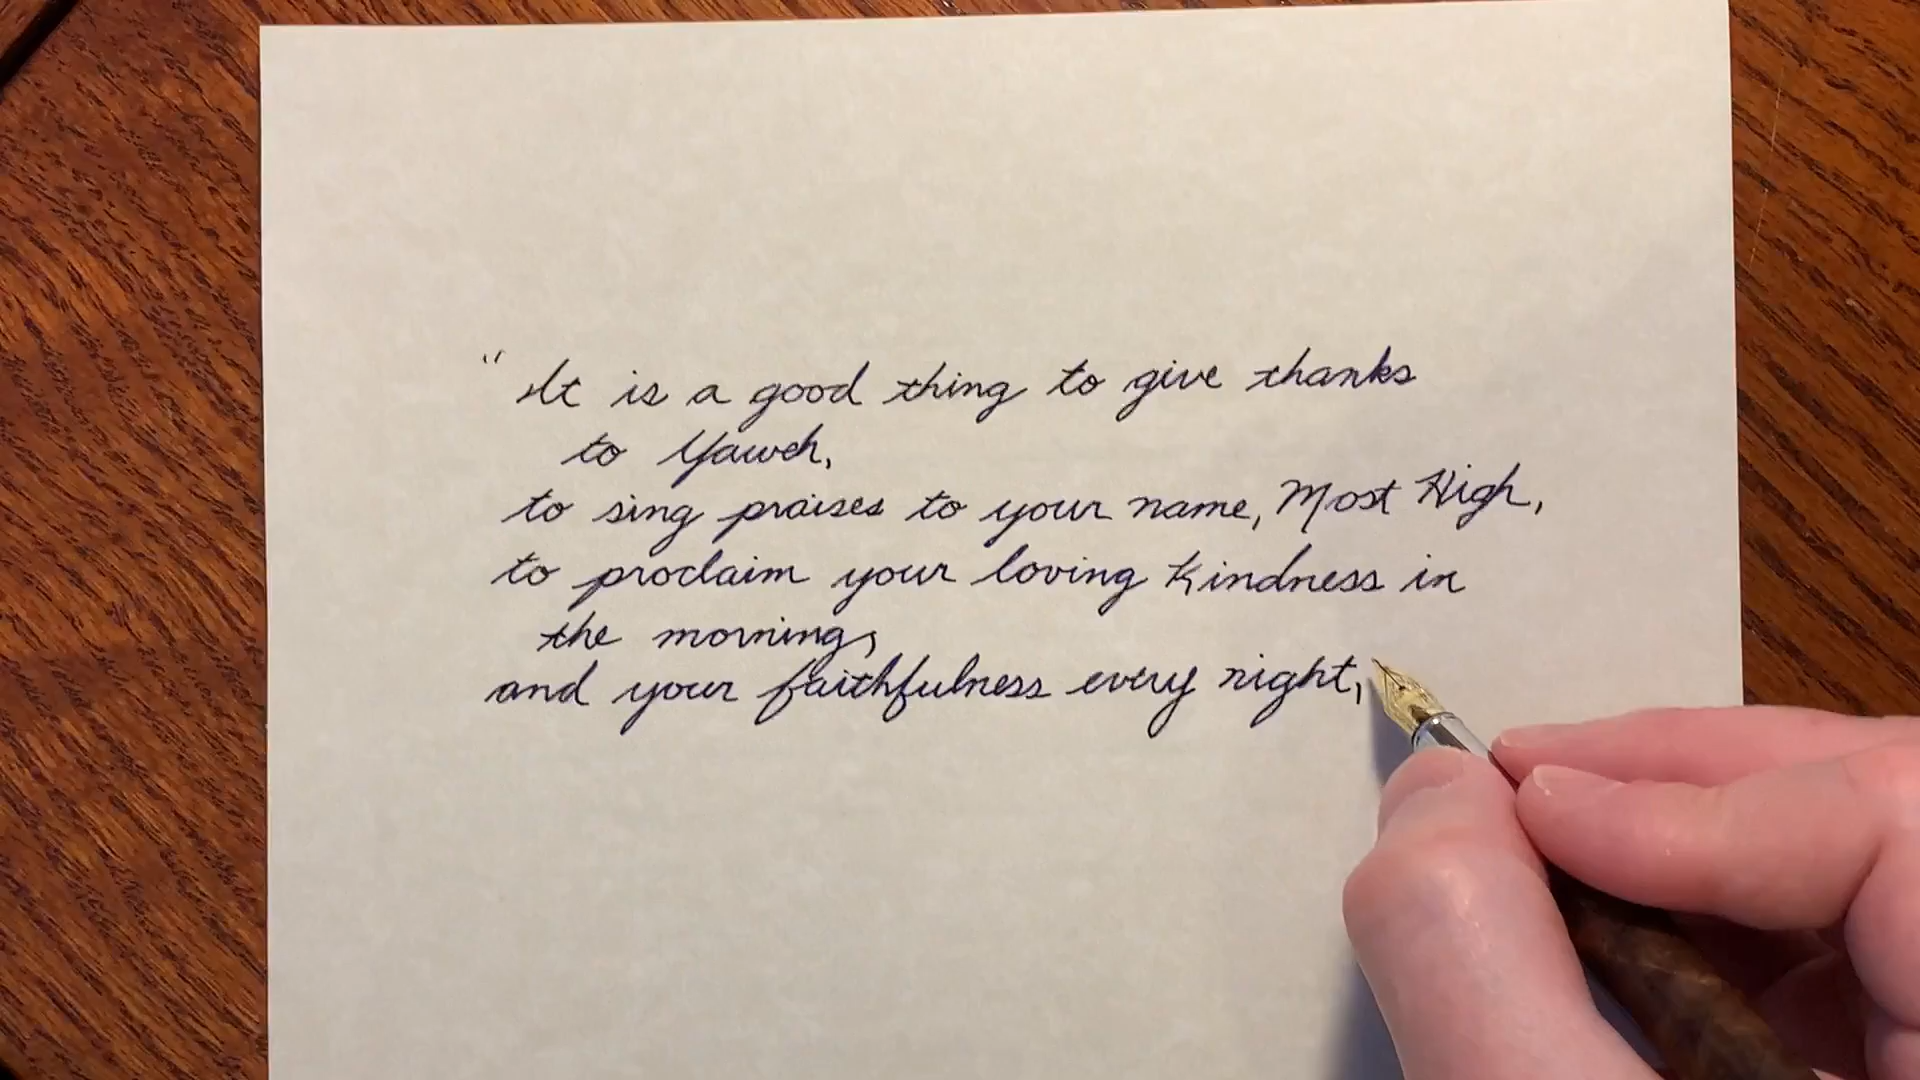 "It is a good thing to give thanks
to Yaweh,
to sing praises to your name, Most High,
to proclaim your loving kindness in
the morning,
and your faithfulness every night,